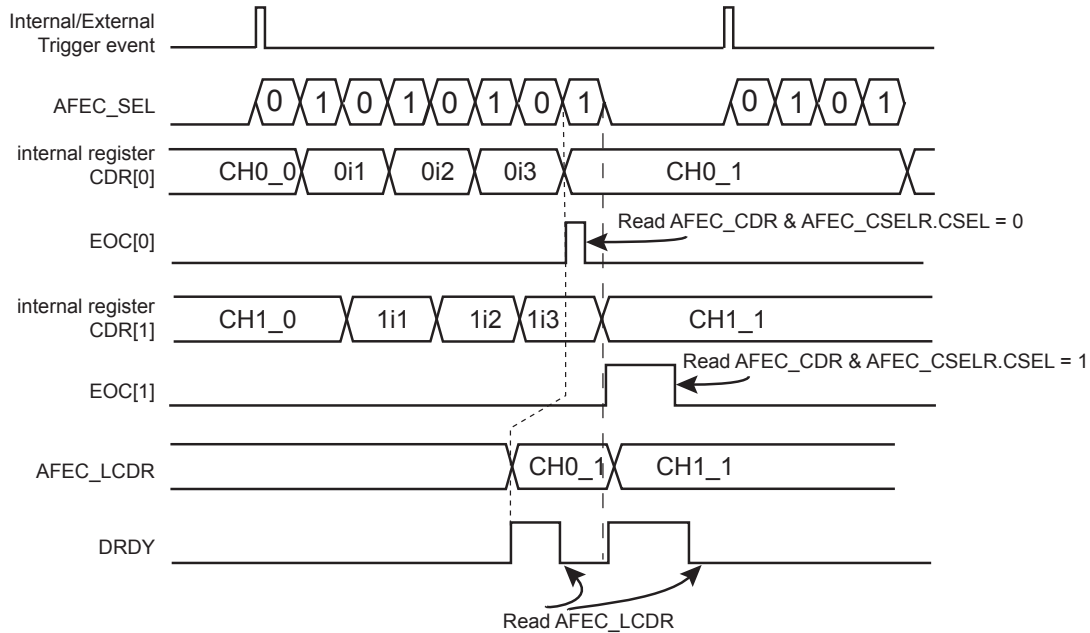 Internal/External
Trigger event
AFEC_SEL 0 1 0 1 0 1 0 1 0 1 0 1
internal register
CDR[0] CH0_0 0i1 0i2 0i3 CH0_1
Read AFEC_CDR & AFEC_CSELR.CSEL = 0
EOC[0]
internal register
CDR[1] CH1_0 1i1 1i2 1i3 CH1_1
Read AFEC_CDR & AFEC_CSELR.CSEL = 1
EOC[1]
AFEC_LCDR CH0_1 CH1_1
DRDY
Read AFEC_LCDR